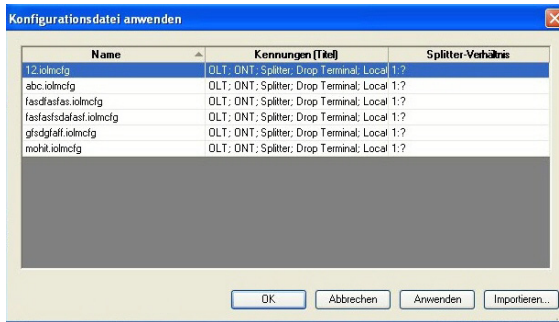 Konfigurationsdatei anwenden
Name Kennungen (Titel) Splitter-Verhältnis
12.iolmcfg OLT; ONT; Splitter; Drop Terminal; Local 1:?
abc.iolmcfg OLT; ONT; Splitter; Drop Terminal; Local 1:?
fasdfasfas.iolmcfg OLT; ONT; Splitter; Drop Terminal; Local 1:?
fasfasfsdafasf.iolmcfg OLT; ONT; Splitter; Drop Terminal; Local 1:?
gfsdgfaff.iolmcfg OLT; ONT; Splitter; Drop Terminal; Local 1:?
mohit.iolmcfg OLT; ONT; Splitter; Drop Terminal; Local 1:?
OK Abbrechen Anwenden Importieren...